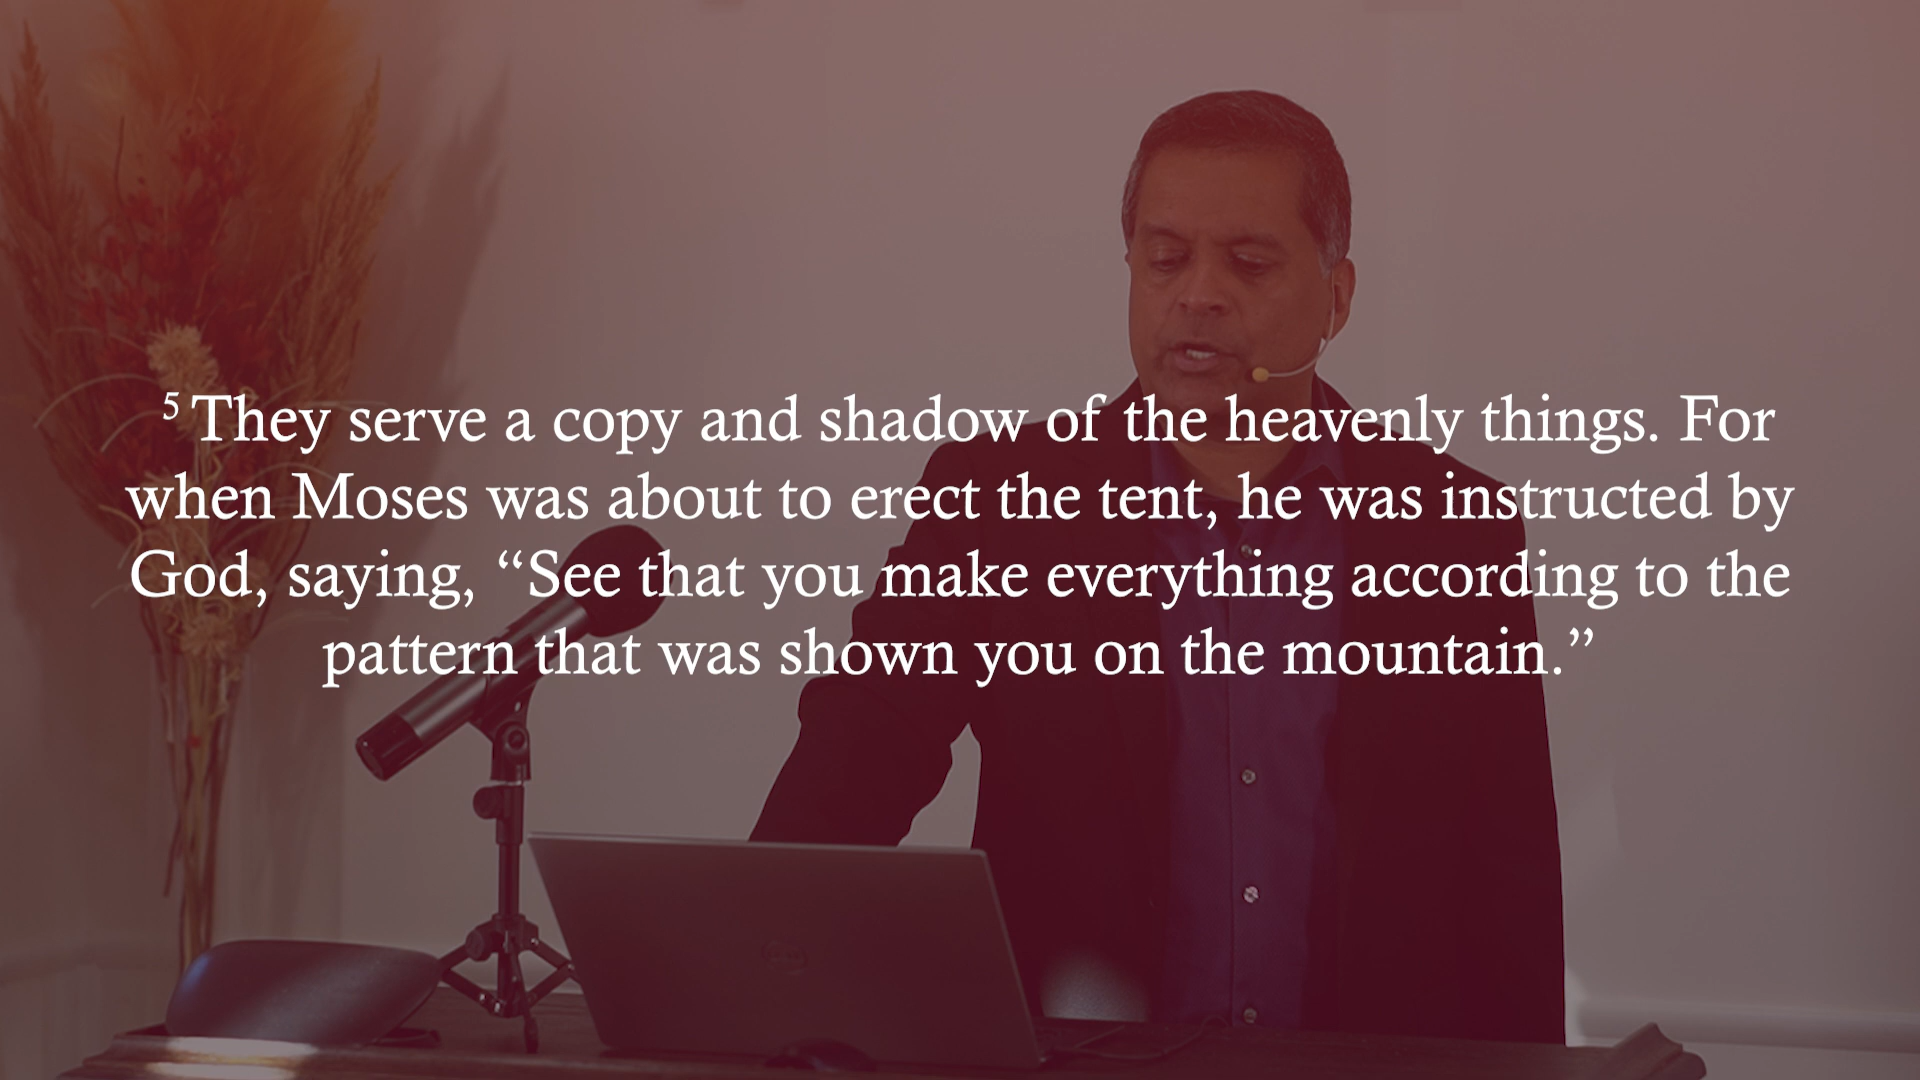 5 They serve a copy and shadow of the heavenly things. For
when Moses was about to erect the tent, he was instructed by
God, saying, “See that you make everything according to the
pattern that was shown you on the mountain.”